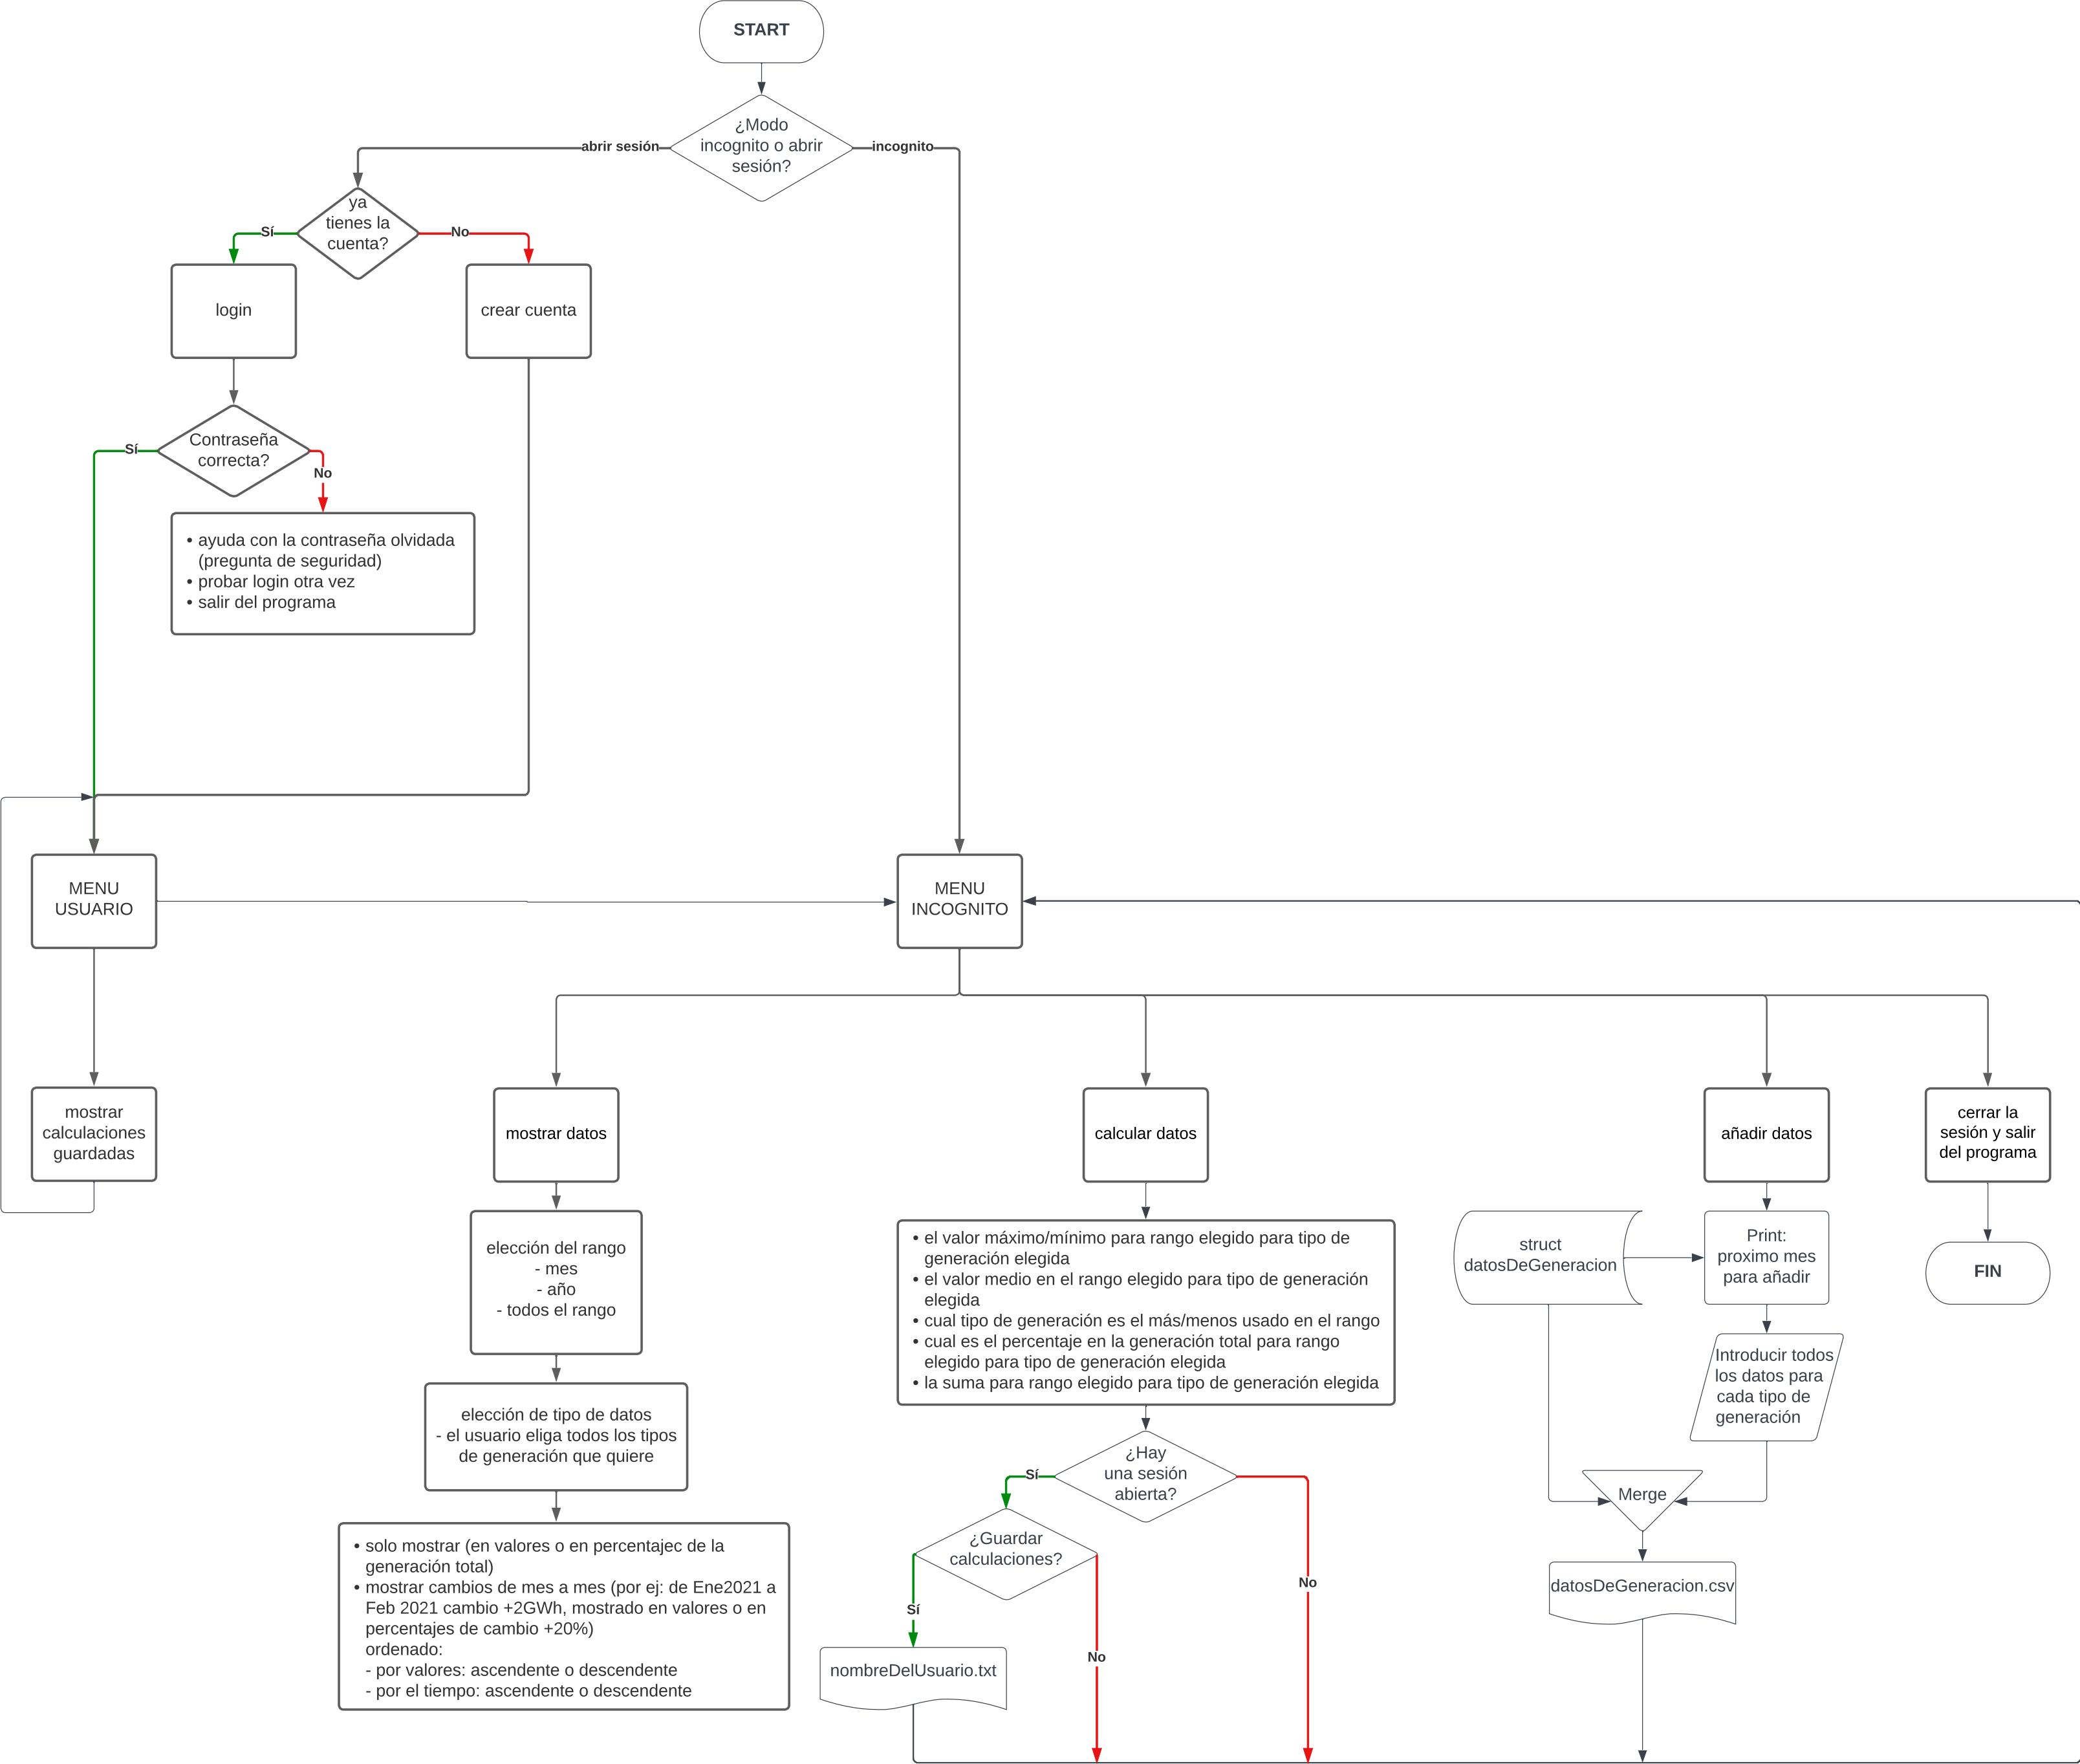 START
¿Modo
incognito o abrir
sesión?
abrir sesión
incognito
ya
tienes la
cuenta?
Sí
No
login
crear cuenta
Contraseña
correcta?
Sí
No
• ayuda con la contraseña olvidada
(pregunta de seguridad)
• probar login otra vez
• salir del programa
MENU
USUARIO
MENU
INCOGNITO
mostrar
calculaciones
guardadas
mostrar datos
calcular datos
añadir datos
cerrar la
sesión y salir
del programa
elección del rango
- mes
- año
- todos el rango
elección de tipo de datos
- el usuario eliga todos los tipos
de generación que quiere
• solo mostrar (en valores o en percentajec de la
generación total)
• mostrar cambios de mes a mes (por ej: de Ene2021 a
Feb 2021 cambio +2GWh, mostrado en valores o en
percentajes de cambio +20%)
ordenado:
- por valores: ascendente o descendente
- por el tiempo: ascendente o descendente
• el valor máximo/mínimo para rango elegido para tipo de
generación elegida
• el valor medio en el rango elegido para tipo de generación
elegida
• cual tipo de generación es el más/menos usado en el rango
• cual es el percentaje en la generación total para rango
elegido para tipo de generación elegida
• la suma para rango elegido para tipo de generación elegida
¿Hay
una sesión
abierta?
Sí
No
¿Guardar
calculaciones?
Sí
No
nombreDelUsuario.txt
struct
datosDeGeneracion
Print:
proximo mes
para añadir
Introducir todos
los datos para
cada tipo de
generación
Merge
datosDeGeneracion.csv
FIN